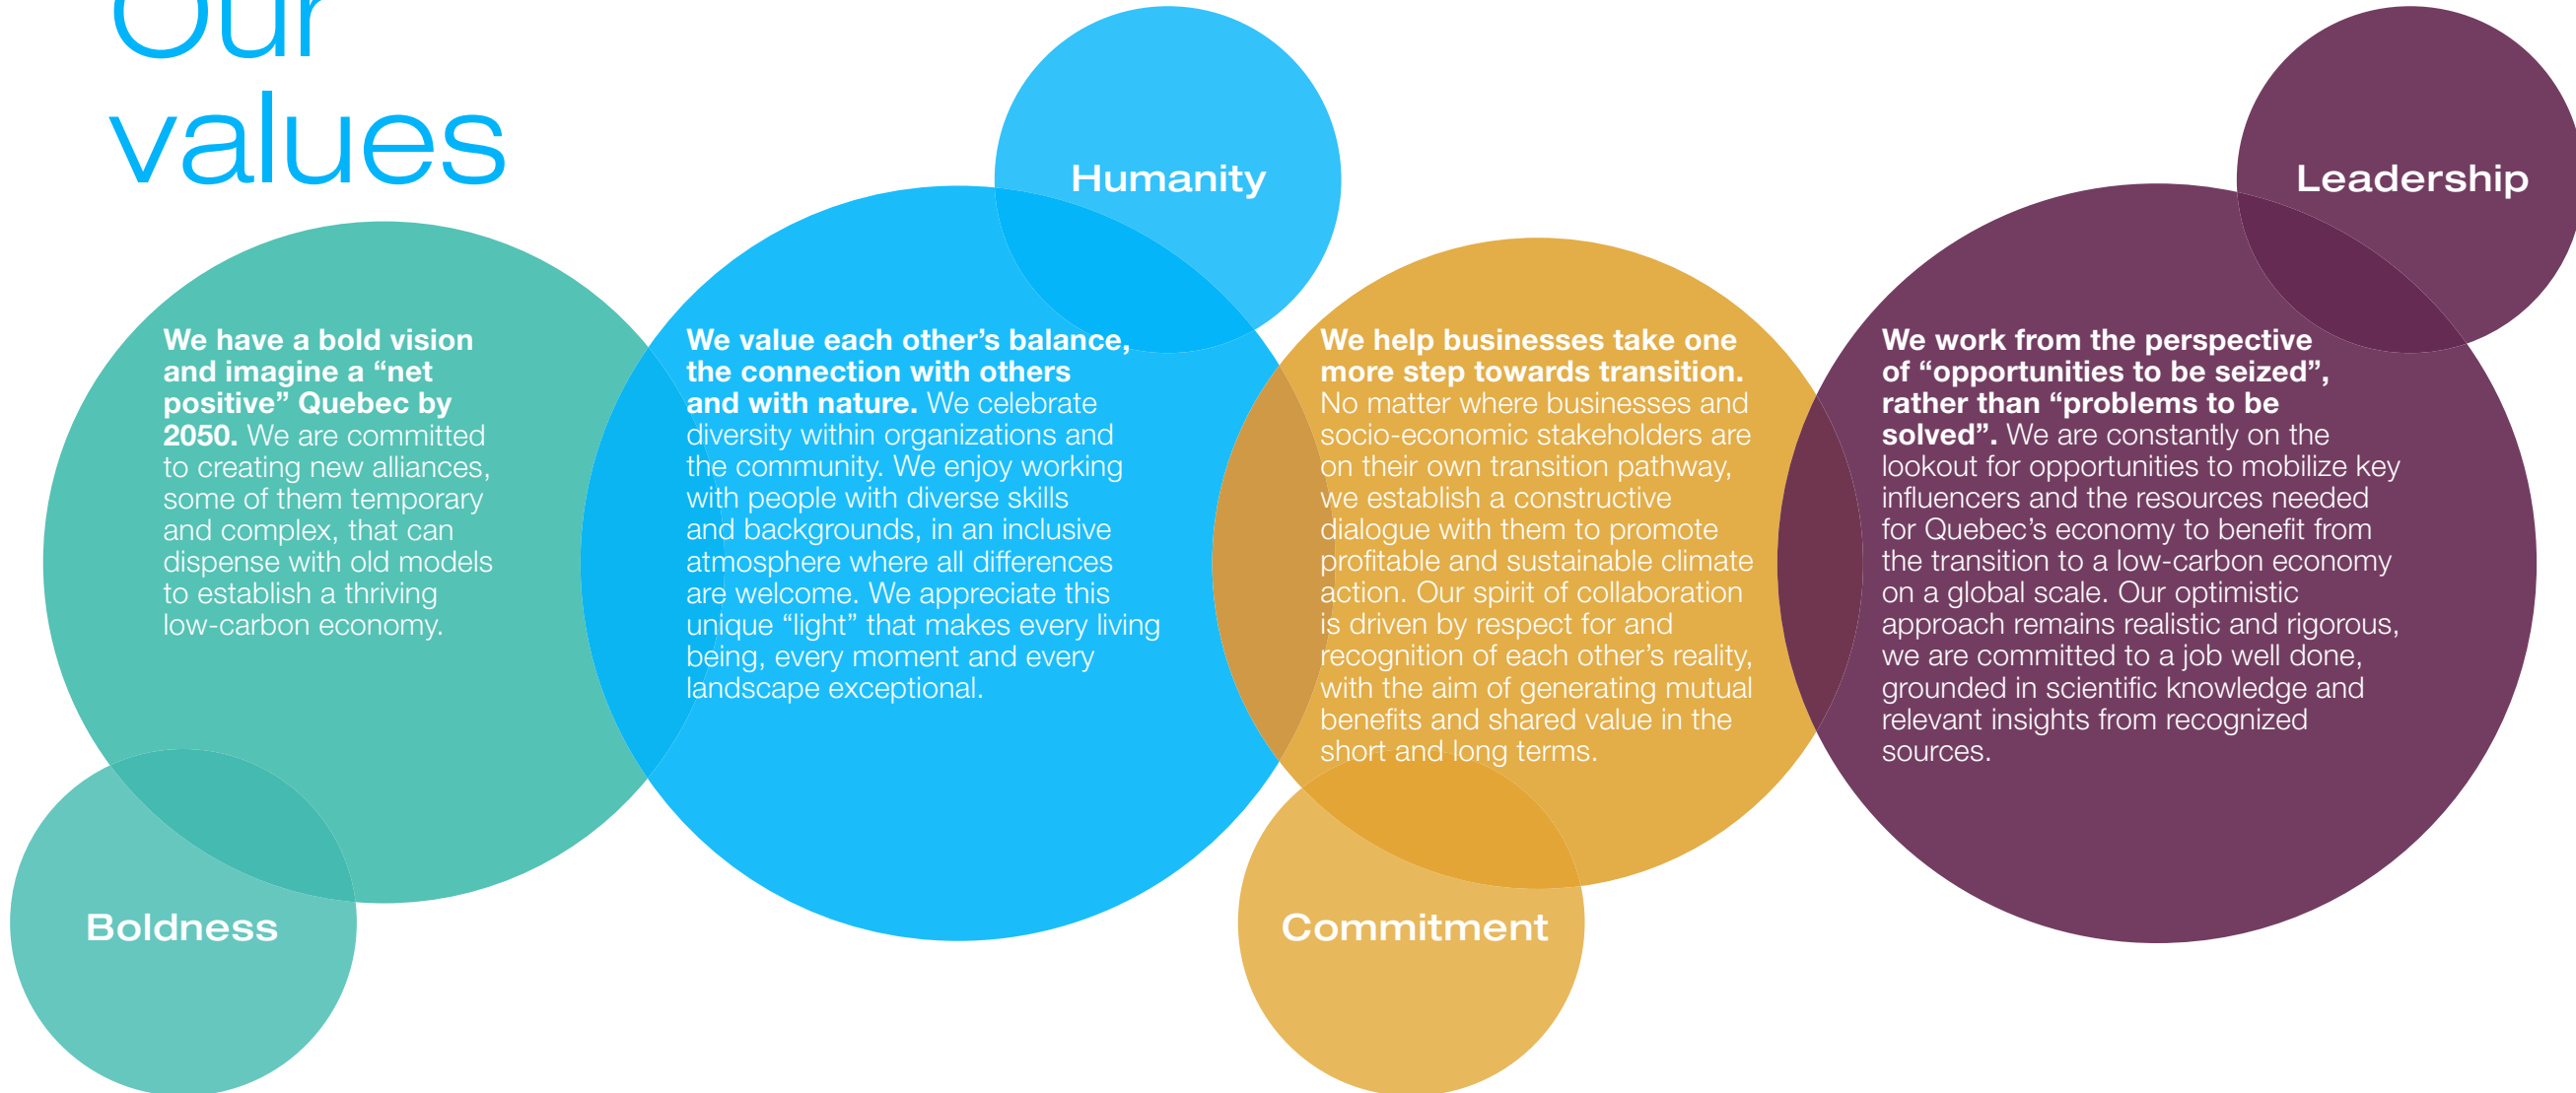 Our
values
Humanity
Leadership
We have a bold vision
and imagine a “net
positive” Quebec by
2050. We are committed
to creating new alliances,
some of them temporary
and complex, that can
dispense with old models
to establish a thriving
low-carbon economy.
We value each other’s balance,
the connection with others
and with nature. We celebrate
diversity within organizations and
the community. We enjoy working
with people with diverse skills
and backgrounds, in an inclusive
atmosphere where all differences
are welcome. We appreciate this
unique “light” that makes every living
being, every moment and every
landscape exceptional.
We help businesses take one
more step towards transition.
No matter where businesses and
socio-economic stakeholders are
on their own transition pathway,
we establish a constructive
dialogue with them to promote
profitable and sustainable climate
action. Our spirit of collaboration
is driven by respect for and
recognition of each other’s reality,
with the aim of generating mutual
benefits and shared value in the
short and long terms.
We work from the perspective
of “opportunities to be seized”,
rather than “problems to be
solved”. We are constantly on the
lookout for opportunities to mobilize key
influencers and the resources needed
for Quebec’s economy to benefit from
the transition to a low-carbon economy
on a global scale. Our optimistic
approach remains realistic and rigorous,
we are committed to a job well done,
grounded in scientific knowledge and
relevant insights from recognized
sources.
Boldness
Commitment